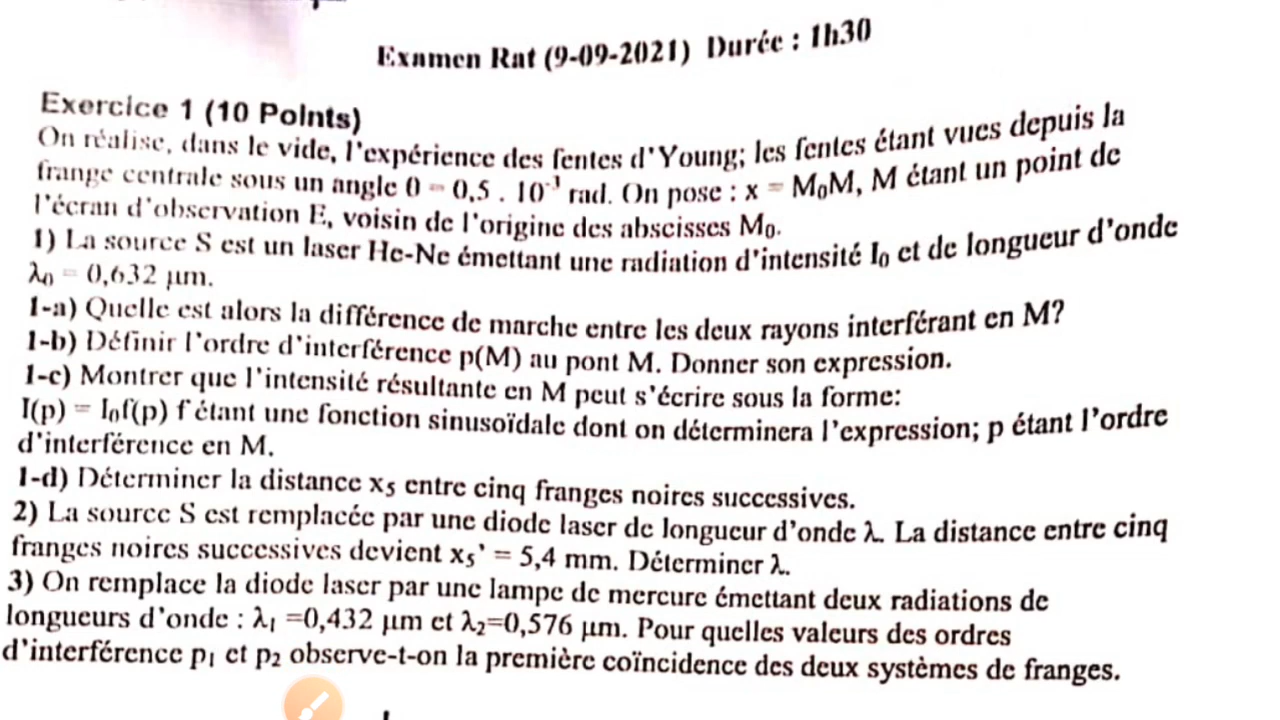 Examen Rat (9-09-2021) Durée : 1h30
Exercice 1 (10 Points)
On réalise, dans le vide, l'expérience des fentes d'Young; les fentes étant vues depuis la
frange centrale sous un angle θ = 0,5 . 10⁻³ rad. On pose : x = M₀M, M étant un point de
l'écran d'observation E, voisin de l'origine des abscisses M₀.
1) La source S est un laser He-Ne émettant une radiation d'intensité I₀ et de longueur d'onde
λ₀ = 0,632 µm.
1-a) Quelle est alors la différence de marche entre les deux rayons interférant en M?
1-b) Définir l'ordre d'interférence p(M) au pont M. Donner son expression.
1-c) Montrer que l'intensité résultante en M peut s'écrire sous la forme:
I(p) = I₀f(p) f étant une fonction sinusoïdale dont on déterminera l'expression; p étant l'ordre
d'interférence en M.
1-d) Déterminer la distance x₅ entre cinq franges noires successives.
2) La source S est remplacée par une diode laser de longueur d'onde λ. La distance entre cinq
franges noires successives devient x₅' = 5,4 mm. Déterminer λ.
3) On remplace la diode laser par une lampe de mercure émettant deux radiations de
longueurs d'onde : λ₁ =0,432 µm et λ₂=0,576 µm. Pour quelles valeurs des ordres
d'interférence p₁ et p₂ observe-t-on la première coïncidence des deux systèmes de franges.